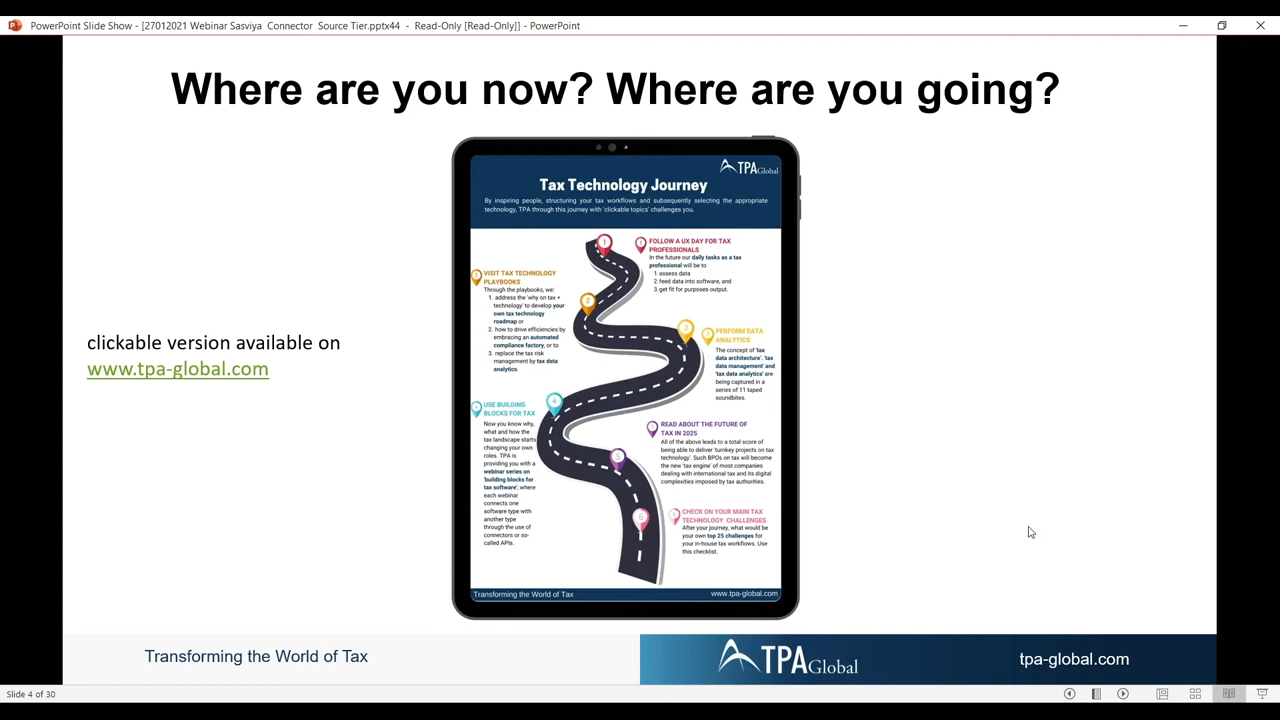 PowerPoint Slide Show - [27012021 Webinar Sasviya Connector Source Tier.pptx44 - Read-Only [Read-Only]] - PowerPoint
Where are you now? Where are you going?
TPA Global
Tax Technology Journey
By inspiring people, structuring your tax workflows and subsequently selecting the appropriate
technology, TPA through this journey with 'clickable topics' challenges you.
1
1
FOLLOW A UX DAY FOR TAX
PROFESSIONALS
In the future our daily tasks as a tax
professional will be to
1. assess data
2. feed data into software, and
3. get fit for purposes output.
VISIT TAX TECHNOLOGY
PLAYBOOKS
Through the playbooks, we:
1. address the 'why on tax +
technology' to develop your
own tax technology
roadmap or
2. how to drive efficiencies by
embracing an automated
compliance factory, or to
3. replace the tax risk
management by tax data
analytics.
2
3
PERFORM DATA
ANALYTICS
The concept of 'tax
data architecture', 'tax
data management' and
'tax data analytics' are
being captured in a
series of 11 taped
soundbites.
clickable version available on
www.tpa-global.com
4
USE BUILDING
BLOCKS FOR TAX
Now you know why,
what and how the
tax landscape starts
changing your own
roles. TPA is
providing you with a
webinar series on
'building blocks for
tax software', where
each webinar
connects one
software type with
another type
through the use of
connectors or so-
called APIs.
5
READ ABOUT THE FUTURE OF
TAX IN 2025
All of the above leads to a total score of
being able to deliver 'turnkey projects on tax
technology'. Such BPOs on tax will become
the new 'tax engine' of most companies
dealing with international tax and its digital
complexities imposed by tax authorities.
6
CHECK ON YOUR MAIN TAX
TECHNOLOGY CHALLENGES
After your journey, what would be
your own top 25 challenges for
your in-house tax workflows. Use
this checklist.
Transforming the World of Tax
www.tpa-global.com
Transforming the World of Tax
TPA Global
tpa-global.com
Slide 4 of 30